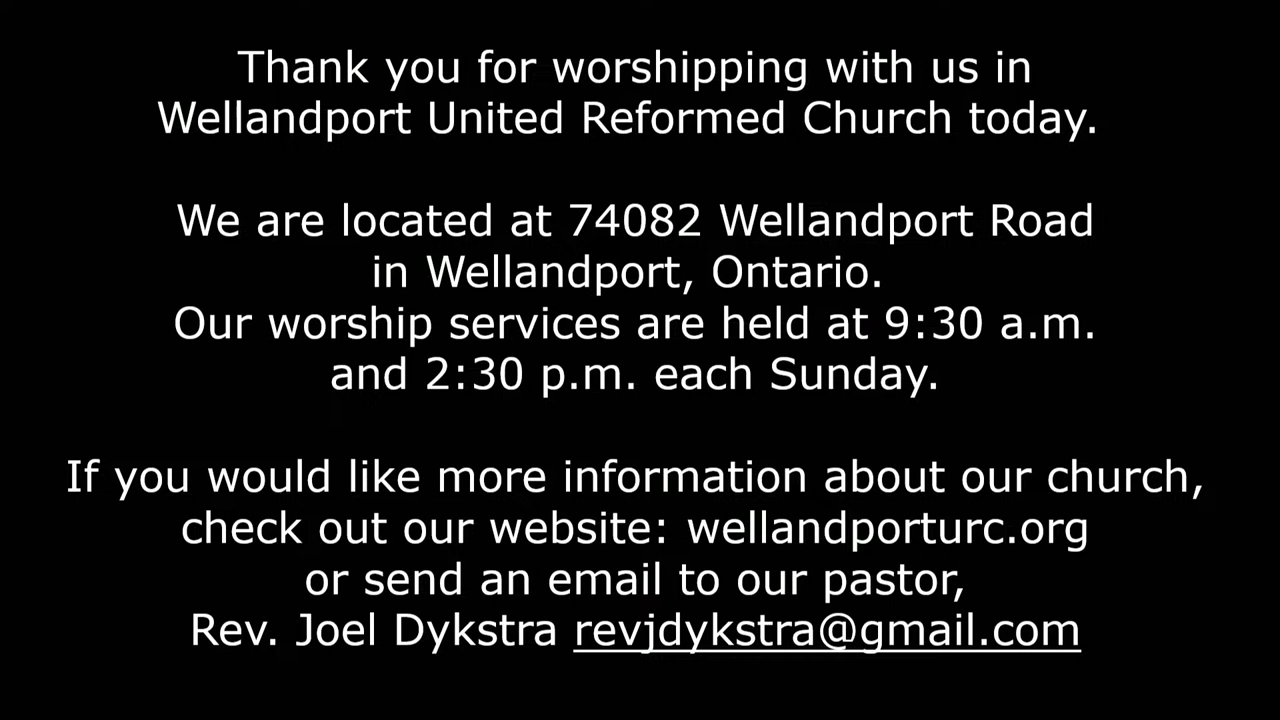 Thank you for worshipping with us in
Wellandport United Reformed Church today.
We are located at 74082 Wellandport Road
in Wellandport, Ontario.
Our worship services are held at 9:30 a.m.
and 2:30 p.m. each Sunday.
If you would like more information about our church,
check out our website: wellandporturc.org
or send an email to our pastor,
Rev. Joel Dykstra revjdykstra@gmail.com